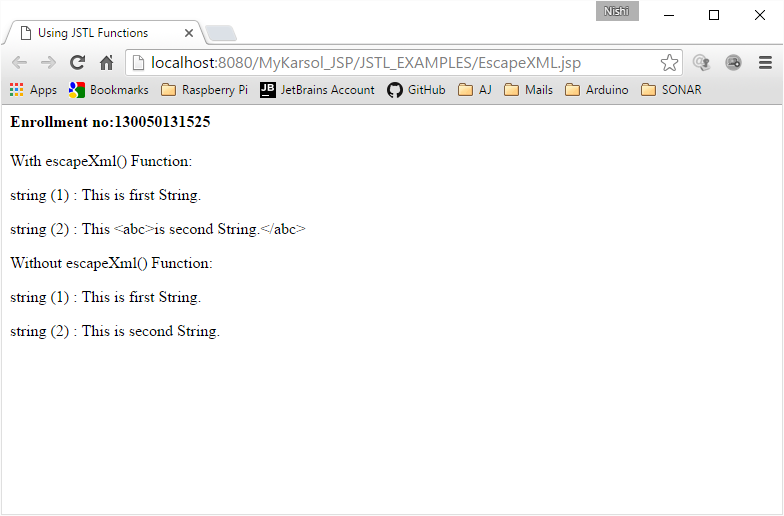 Nishi
Using JSTL Functions
localhost:8080/MyKarsol_JSP/JSTL_EXAMPLES/EscapeXML.jsp
Apps Bookmarks Raspberry Pi JB JetBrains Account GitHub AJ Mails Arduino SONAR
Enrollment no:130050131525
With escapeXml() Function:
string (1) : This is first String.
string (2) : This <abc>is second String.</abc>
Without escapeXml() Function:
string (1) : This is first String.
string (2) : This is second String.